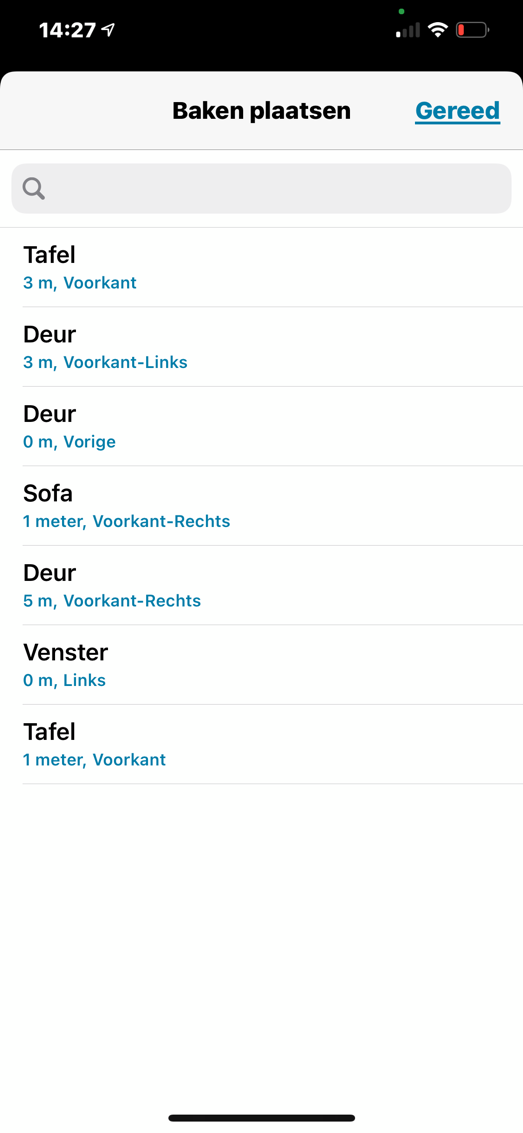 14:27
Baken plaatsen
Gereed
Tafel
3 m, Voorkant
Deur
3 m, Voorkant-Links
Deur
0 m, Vorige
Sofa
1 meter, Voorkant-Rechts
Deur
5 m, Voorkant-Rechts
Venster
0 m, Links
Tafel
1 meter, Voorkant